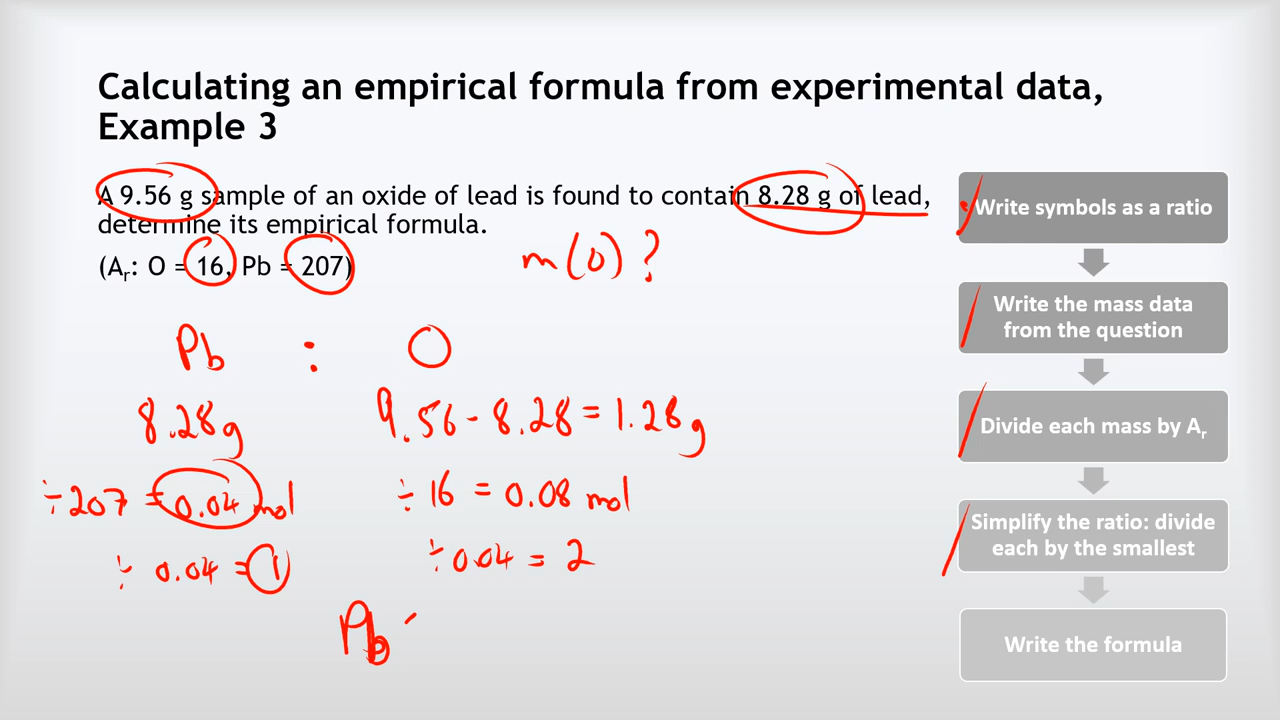 Calculating an empirical formula from experimental data,
Example 3
A 9.56 g sample of an oxide of lead is found to contain 8.28 g of lead,
determine its empirical formula.
(Aᵣ: O = 16, Pb = 207)
m(O)?
Pb : O
8.28g 9.56 - 8.28 = 1.28g
÷ 207 = 0.04 mol ÷ 16 = 0.08 mol
÷ 0.04 = 1 ÷ 0.04 = 2
Pb
Write symbols as a ratio
Write the mass data
from the question
Divide each mass by Aᵣ
Simplify the ratio: divide
each by the smallest
Write the formula